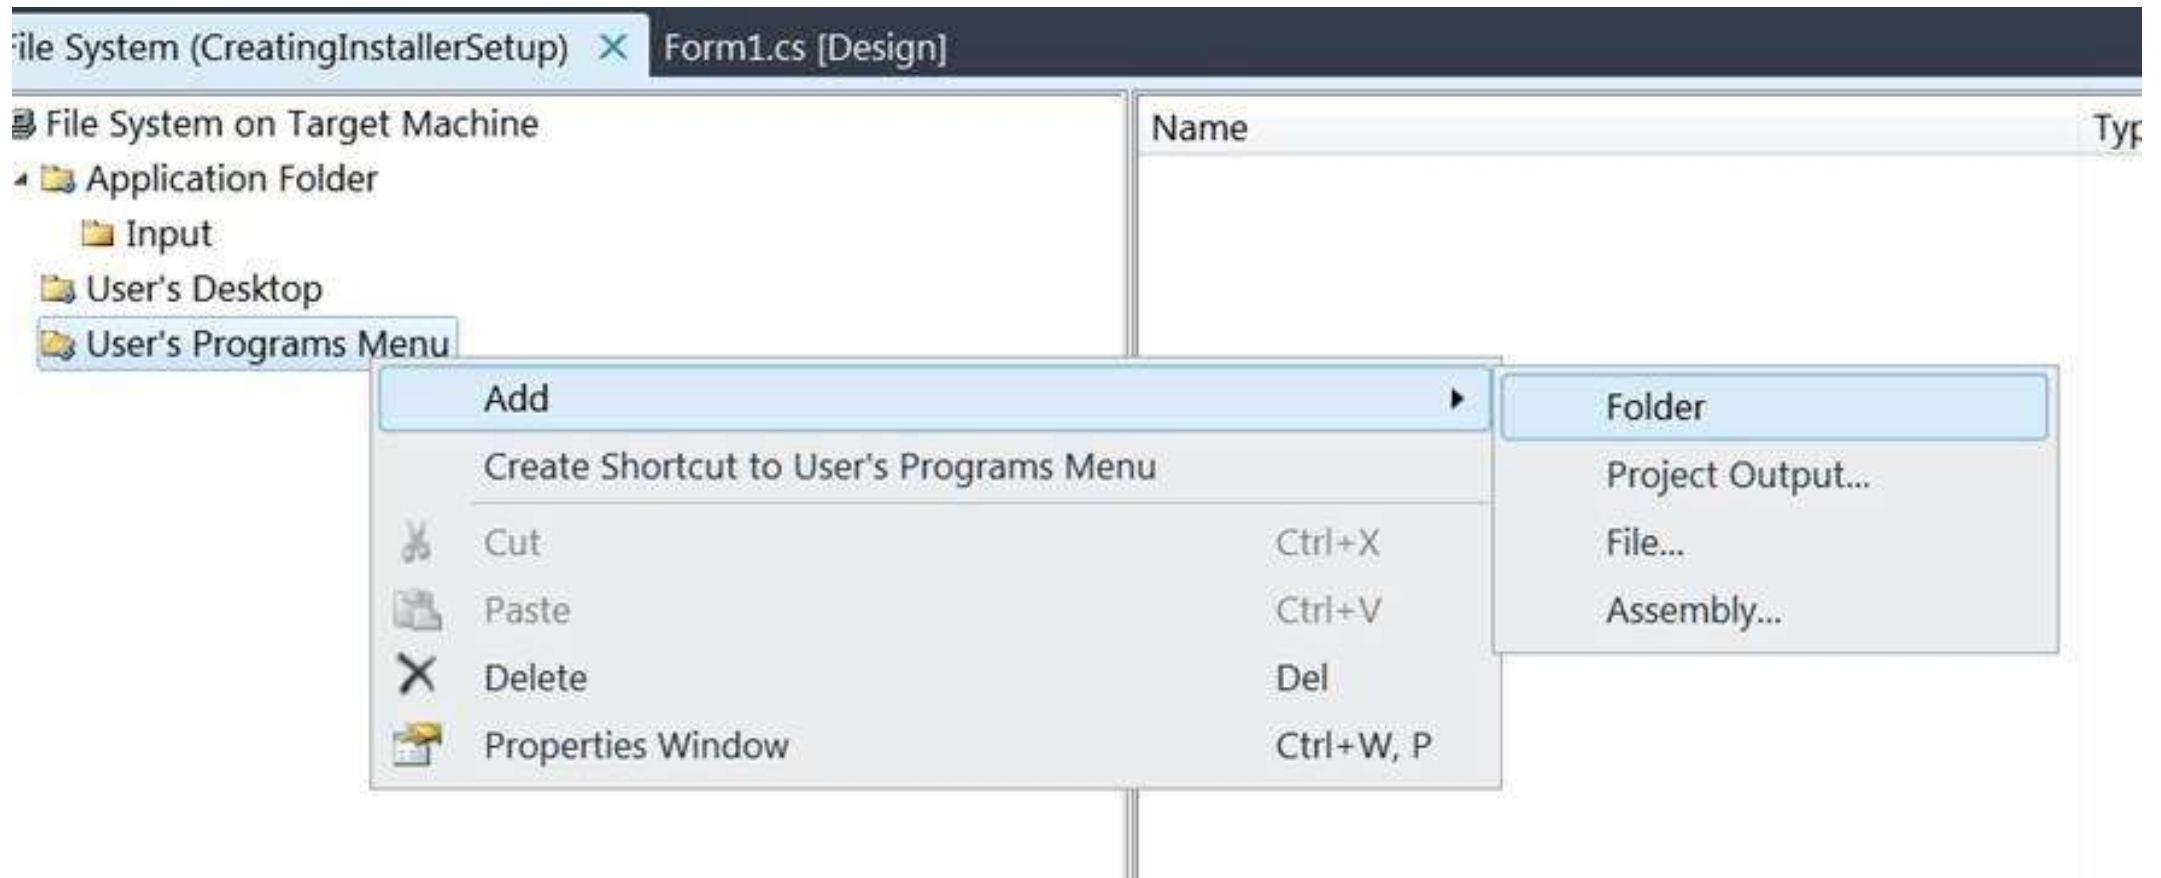 File System (CreatingInstallerSetup) Form1.cs [Design]
File System on Target Machine
Application Folder
Input
User's Desktop
User's Programs Menu
Name
Add
Create Shortcut to User's Programs Menu
Cut Ctrl+X
Paste Ctrl+V
Delete Del
Properties Window Ctrl+W, P
Folder
Project Output...
File...
Assembly...